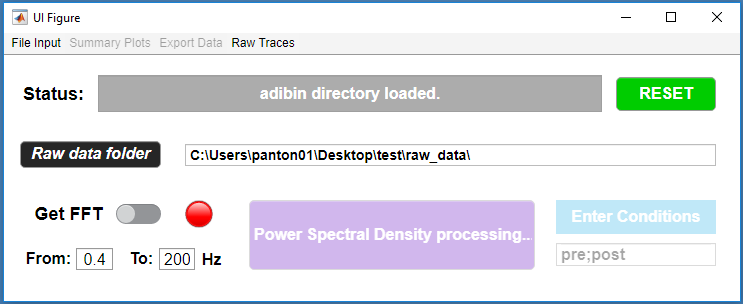 UI Figure
File Input Summary Plots Export Data Raw Traces
Status: adibin directory loaded. RESET
Raw data folder C:\Users\panton01\Desktop\test\raw_data\
Get FFT
Power Spectral Density processing...
Enter Conditions
From: 0.4 To: 200 Hz
pre;post